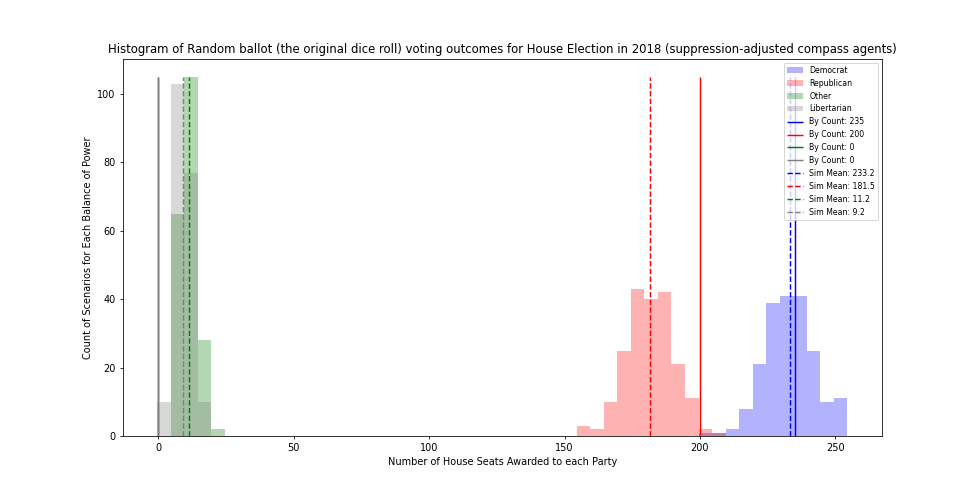 Histogram of Random ballot (the original dice roll) voting outcomes for House Election in 2018 (suppression-adjusted compass agents)
Count of Scenarios for Each Balance of Power
100
80
60
40
20
0
0
50
100
150
200
250
Number of House Seats Awarded to each Party
Democrat
Republican
Other
Libertarian
By Count: 235
By Count: 200
By Count: 0
By Count: 0
Sim Mean: 233.2
Sim Mean: 181.5
Sim Mean: 11.2
Sim Mean: 9.2